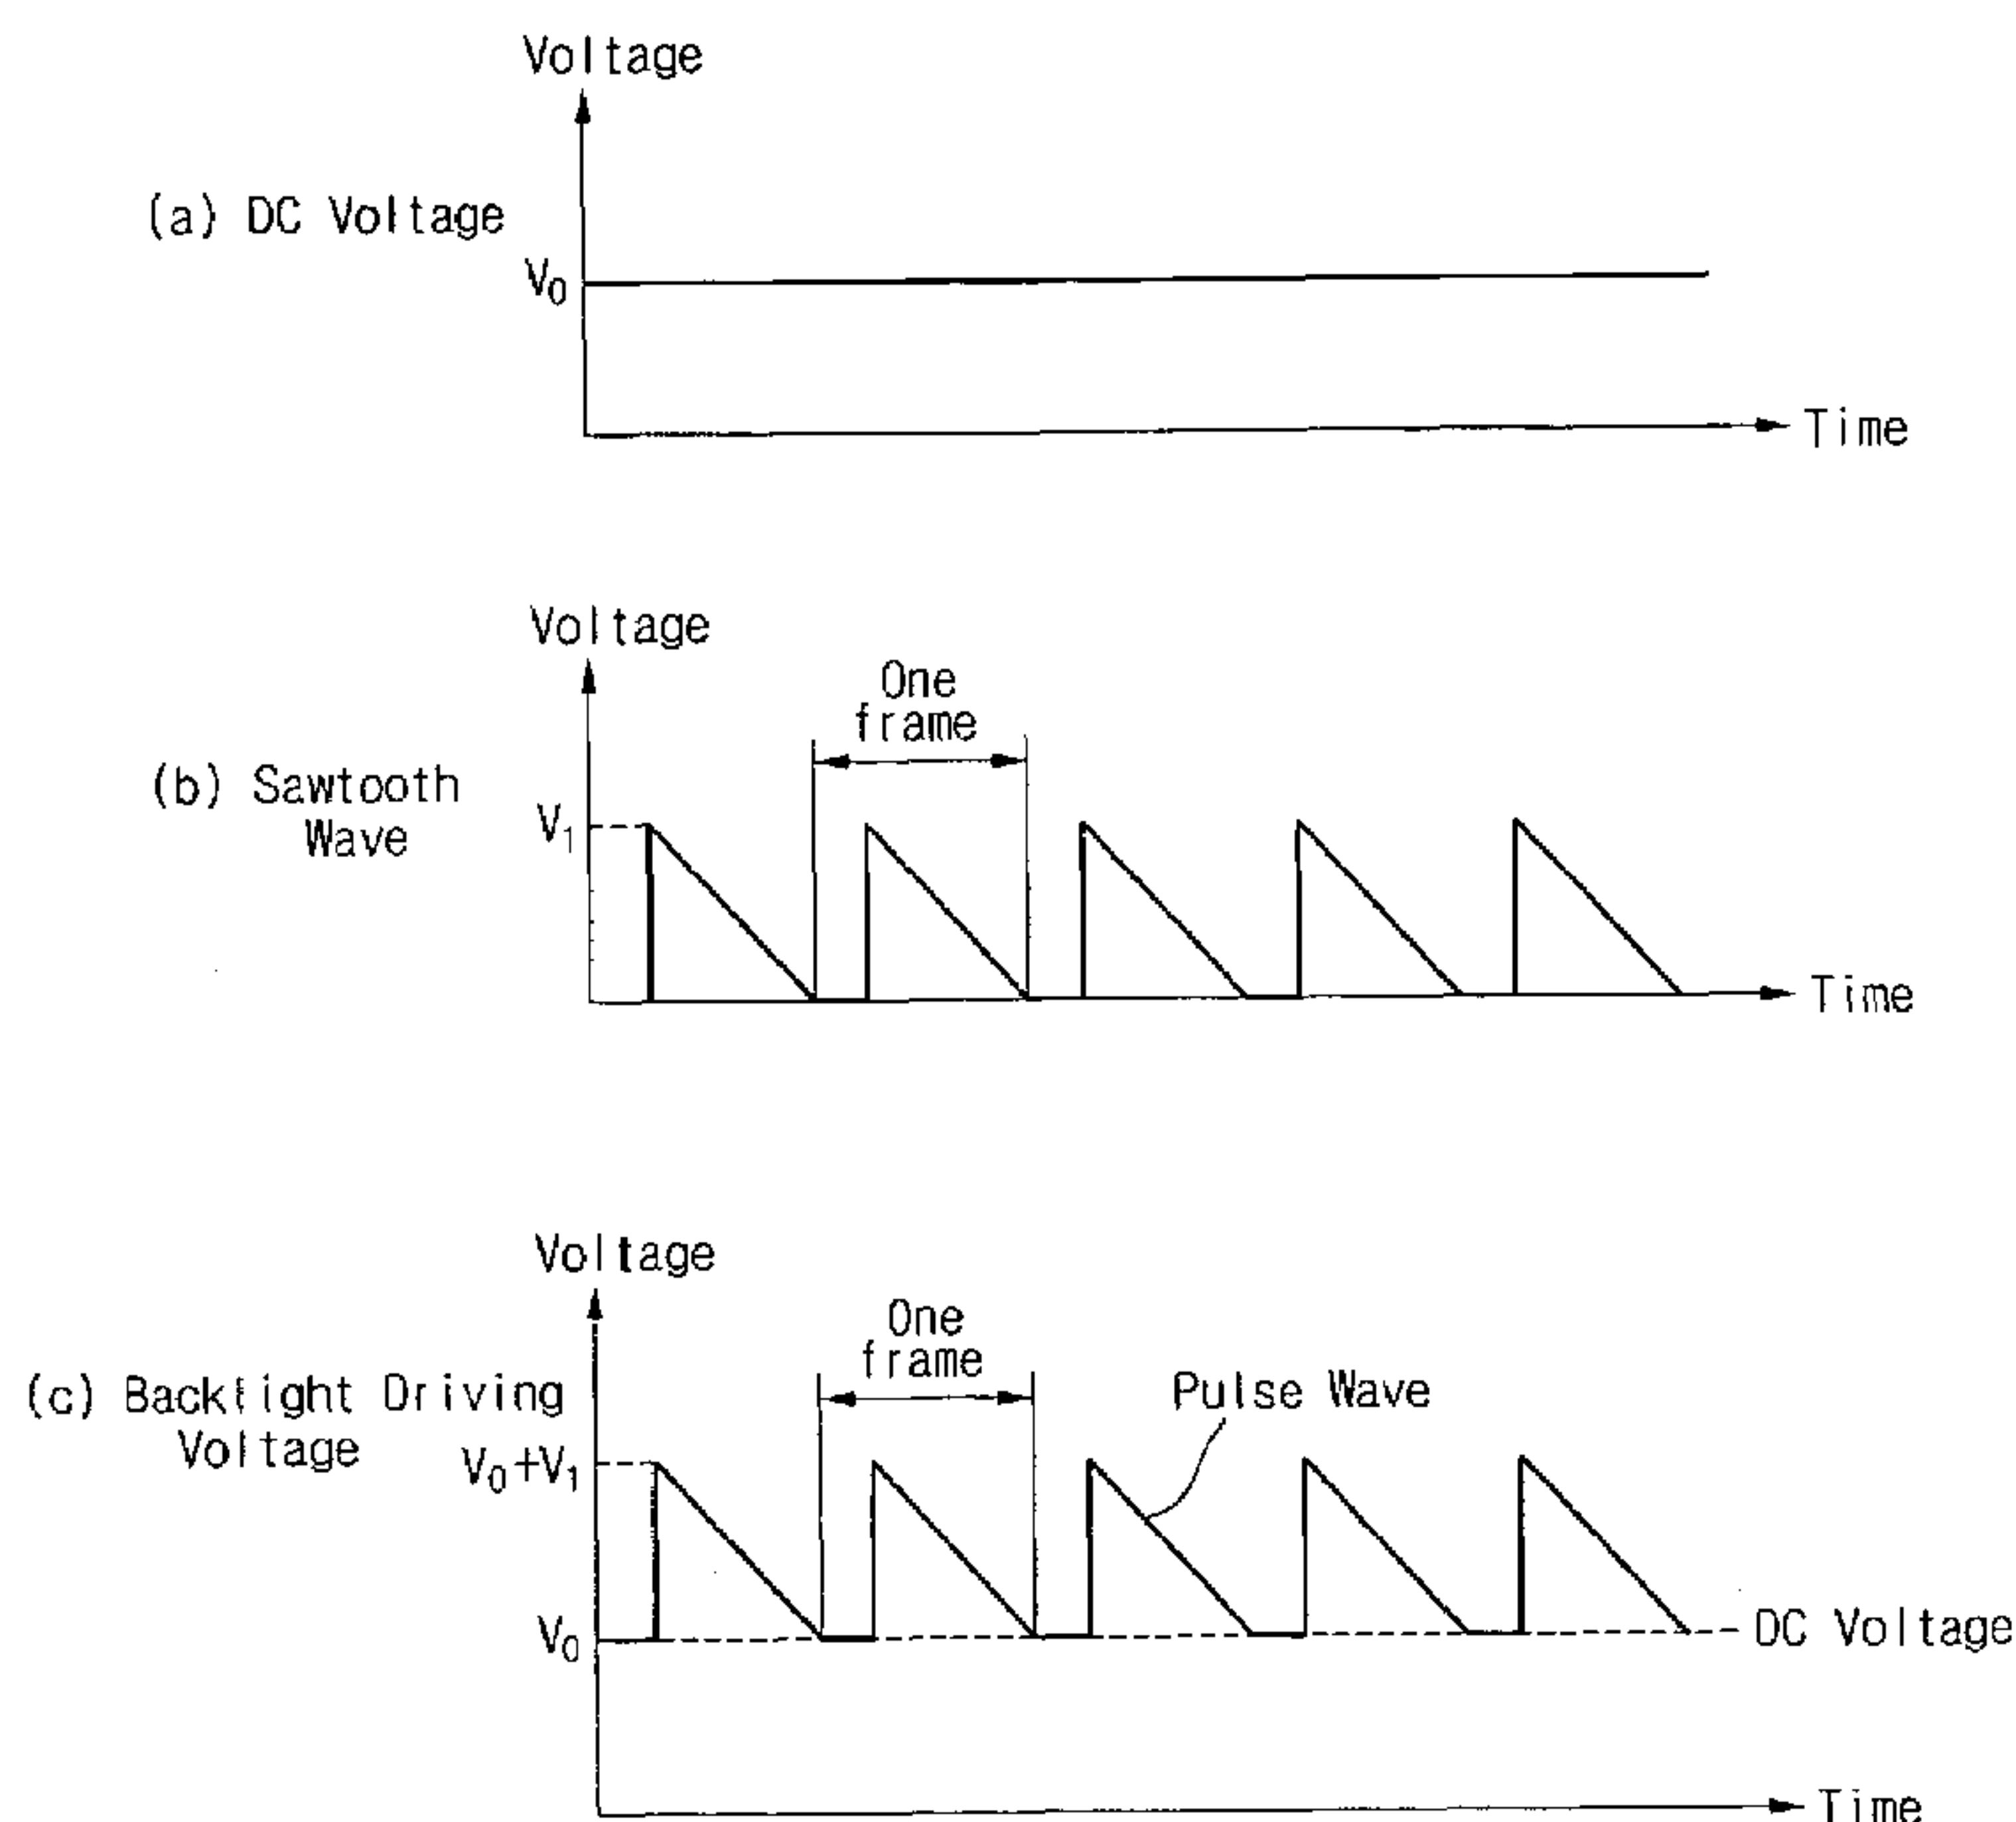 Voltage
(a) DC Voltage
V₀
Time
Voltage
One
frame
(b) Sawtooth
Wave
V₁
Time
Voltage
One
frame
(c) Backlight Driving
Voltage
Pulse Wave
V₀+V₁
V₀
DC Voltage
Time